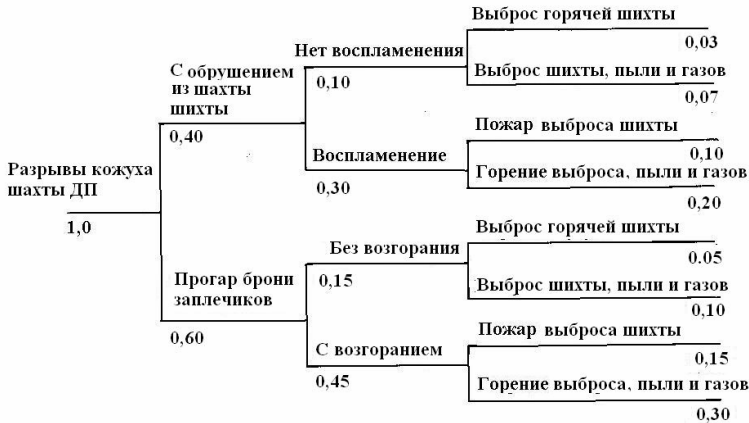 Выброс горячей шихты
0,03
Нет воспламенения
0,10
Выброс шихты, пыли и газов
0,07
С обрушением
из шахты
шихты
0,40
Пожар выброса шихты
0,10
Воспламенение
0,30
Горение выброса, пыли и газов
0,20
Разрывы кожуха
шахты ДП
1,0
Выброс горячей шихты
0.05
Без возгорания
0,15
Выброс шихты, пыли и газов
0,10
Прогар брони
заплечиков
0,60
Пожар выброса шихты
0,15
С возгоранием
0,45
Горение выброса, пыли и газов
0,30